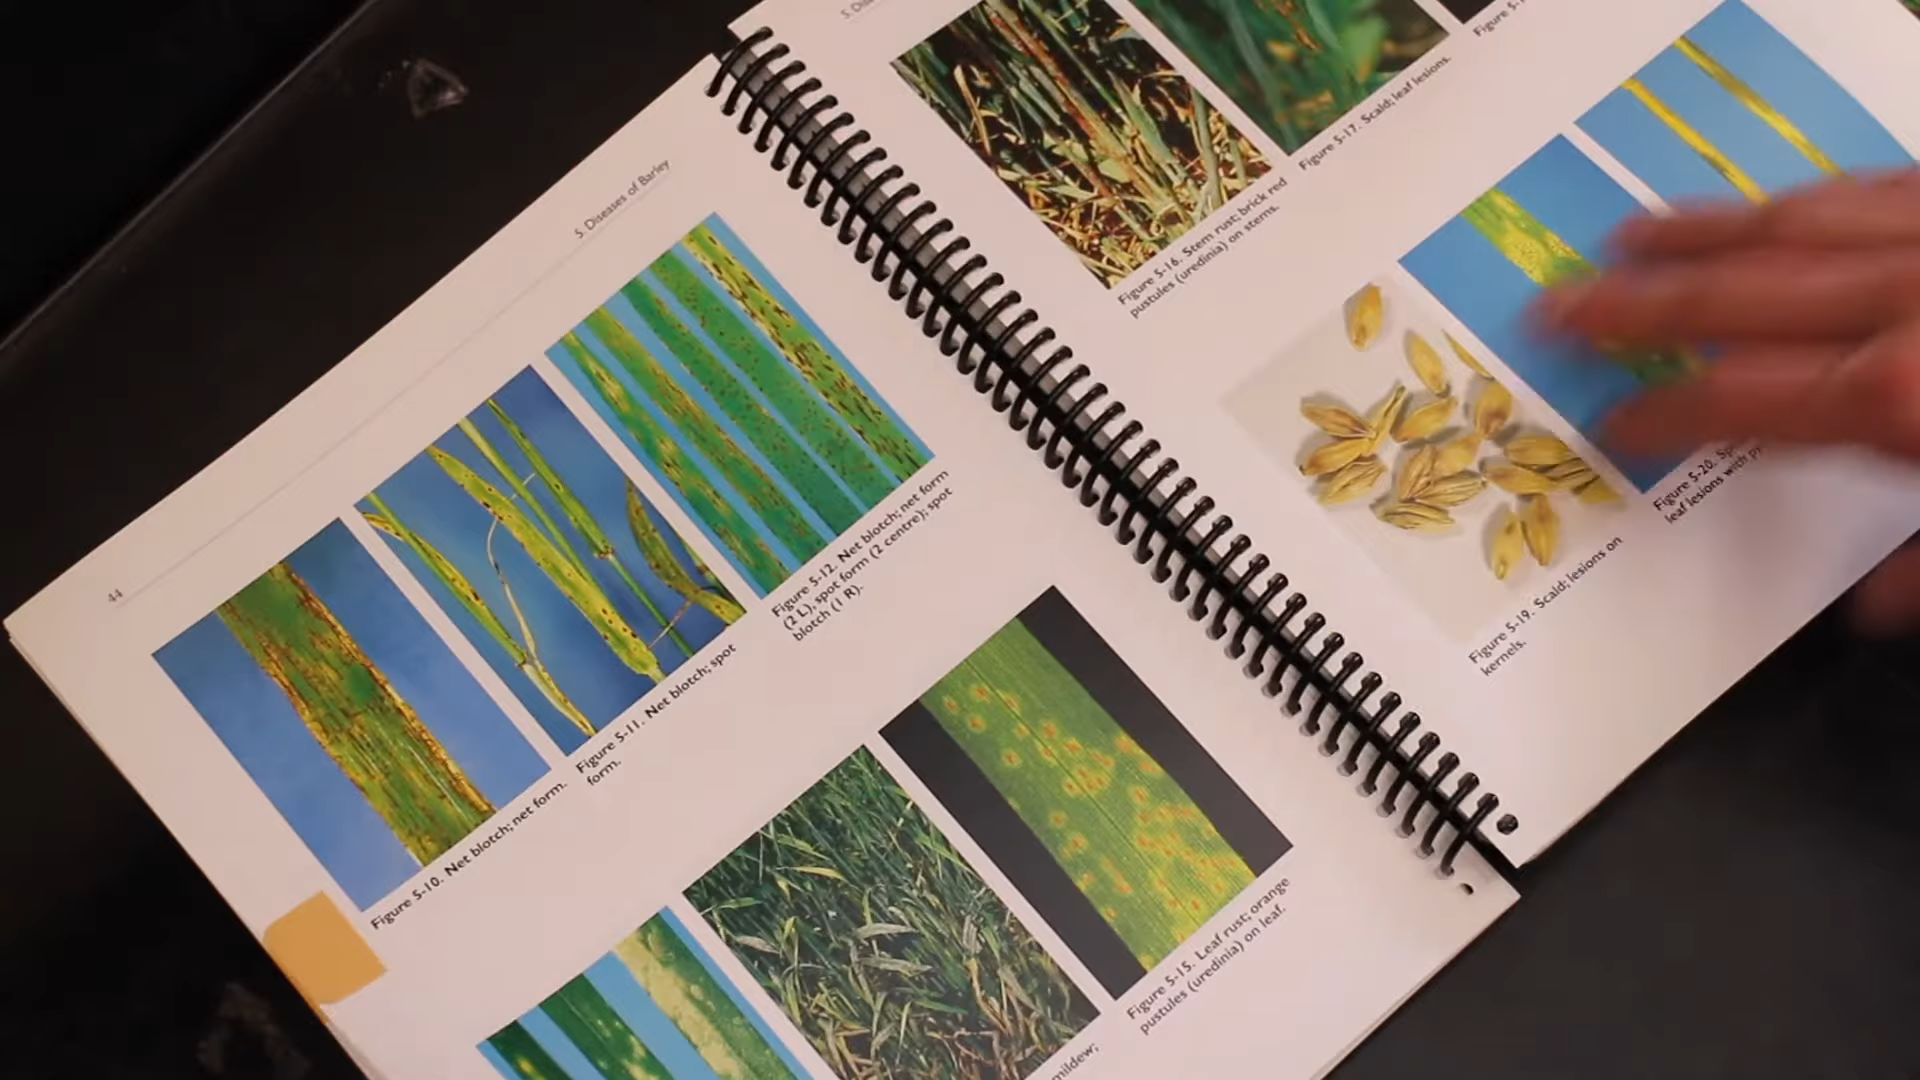 44
5. Diseases of Barley
Figure 5-10. Net blotch; net form.
Figure 5-11. Net blotch; spot
form.
Figure 5-12. Net blotch; net form
(2 L), spot form (2 centre); spot
blotch (1 R).
mildew;
Figure 5-15. Leaf rust; orange
pustules (uredinia) on leaf.
Figure 5-16. Stem rust; brick red
pustules (uredinia) on stems.
Figure 5-17. Scald; leaf lesions.
Figure
Figure 5-19. Scald; lesions on
kernels.
Figure 5-20.
leaf lesions with